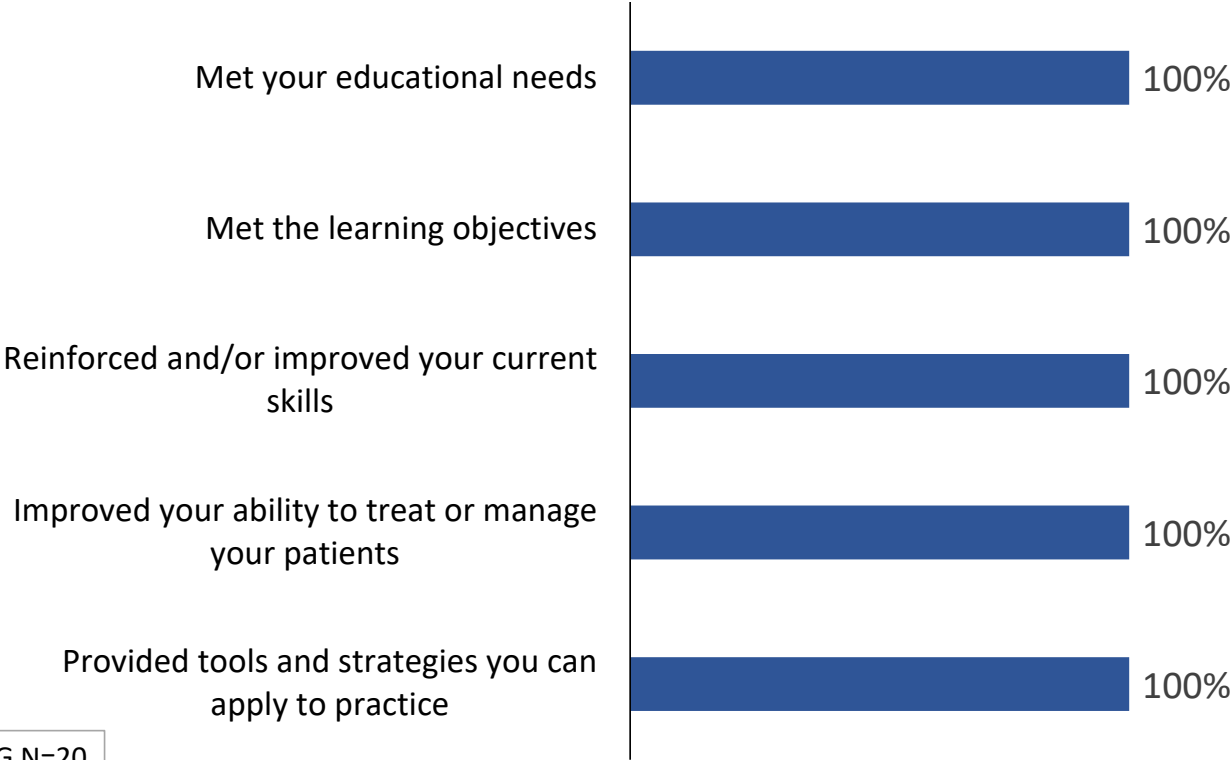 Met your educational needs
100%
Met the learning objectives
100%
Reinforced and/or improved your current
skills
100%
Improved your ability to treat or manage
your patients
100%
Provided tools and strategies you can
apply to practice
100%
N=20